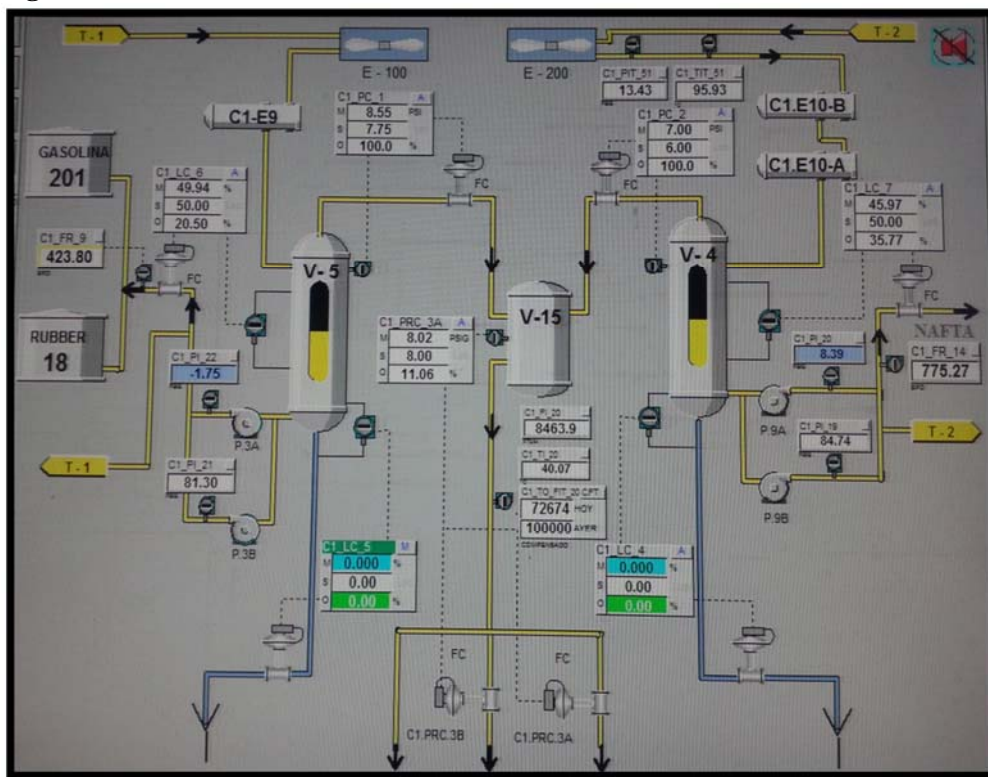 T-1
T-2
E - 100
E - 200
C1_PIT_51
13.43
C1_TIT_51
95.93
C1-E9
C1_PC_1 A
M 8.55 PSI
S 7.75
O 100.0 %
C1_PC_2 A
M 7.00 PSI
S 6.00
O 100.0 %
C1.E10-B
C1.E10-A
GASOLINA
201
C1_LC_6 A
M 49.94 %
S 50.00
O 20.50 %
FC
FC
C1_LC_7 A
M 45.97 %
S 50.00
O 35.77 %
C1_FR_9
423.80
FC
V- 5
V-15
V- 4
FC
NAFTA
RUBBER
18
C1_PRC_3A A
M 8.02 PSIG
S 8.00
O 11.06 %
C1_PI_22
-1.75
C1_PI_20
8.39
C1_FR_14
775.27
P.3A
P.9A
T-1
C1_PI_21
81.30
C1_PI_20
8463.9
C1_TI_20
40.07
C1_TO_FIT_20 CFT
72674 HOY
100000 AYER
COMPENSADO
C1_PI_19
84.74
T-2
P.3B
P.9B
C1_LC_5 M
M 0.000 %
S 0.00
O 0.00 %
C1_LC_4 A
M 0.000 %
S 0.00
O 0.00 %
FC
FC
C1.PRC.3B
C1.PRC.3A